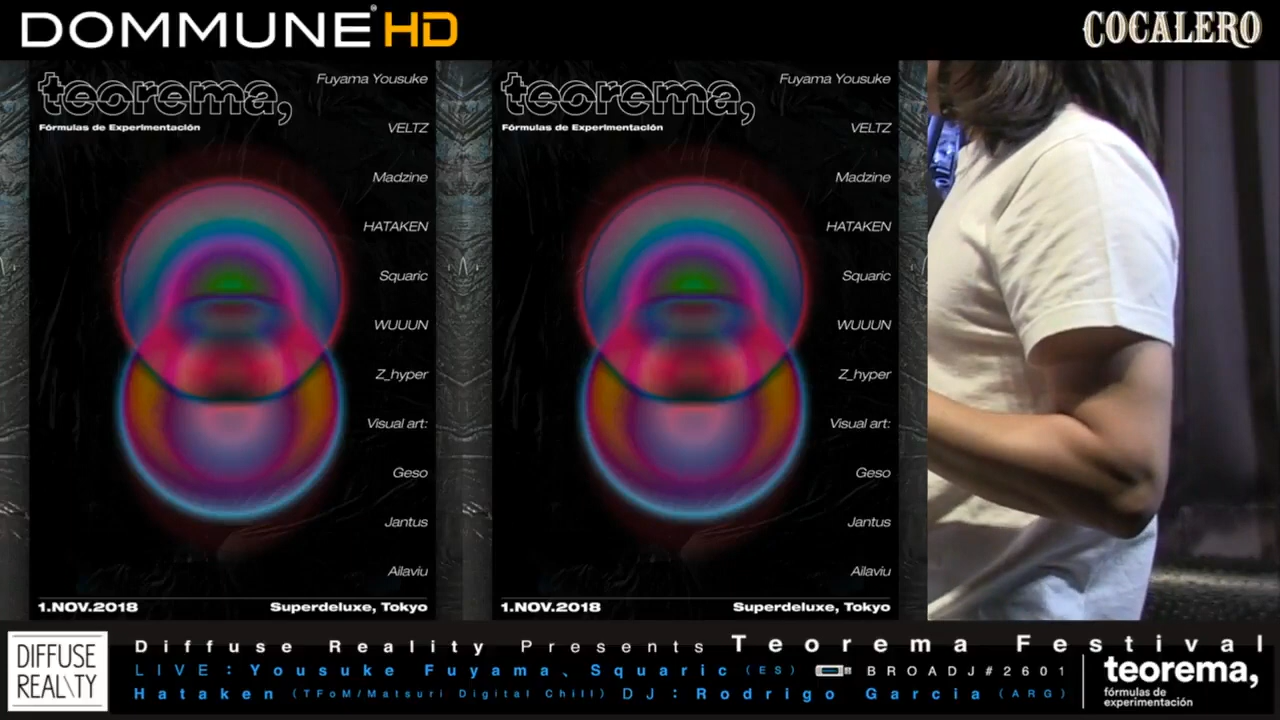 DOMMUNE HD
COCALERO
teorema,
Fórmulas de Experimentación
Fuyama Yousuke
VELTZ
Madzine
HATAKEN
Squaric
WUUUN
Z_hyper
Visual art:
Geso
Jantus
Ailaviu
1.NOV.2018
Superdeluxe, Tokyo
teorema,
Fórmulas de Experimentación
Fuyama Yousuke
VELTZ
Madzine
HATAKEN
Squaric
WUUUN
Z_hyper
Visual art:
Geso
Jantus
Ailaviu
1.NOV.2018
Superdeluxe, Tokyo
DIFFUSE
REALITY
Diffuse Reality Presents Teorema Festival
LIVE：Yousuke Fuyama、Squaric (ES) BROADJ#2601
Hataken (TFoM/Matsuri Digital Chill) DJ：Rodrigo Garcia (ARG)
teorema,
fórmulas de
experimentación